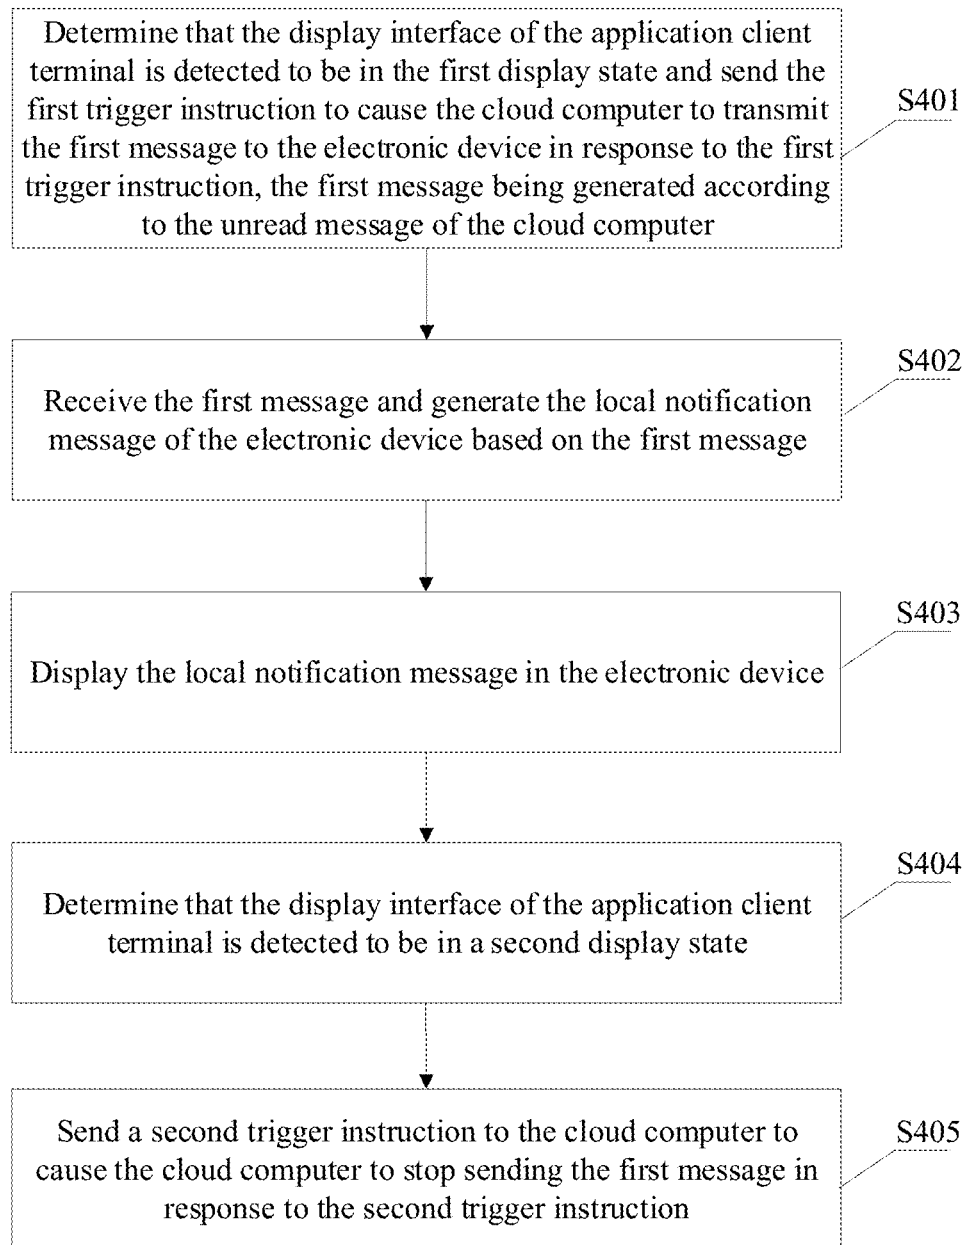 Determine that the display interface of the application client
terminal is detected to be in the first display state and send the
first trigger instruction to cause the cloud computer to transmit
the first message to the electronic device in response to the first
trigger instruction, the first message being generated according
to the unread message of the cloud computer
S401
Receive the first message and generate the local notification
message of the electronic device based on the first message
S402
Display the local notification message in the electronic device
S403
Determine that the display interface of the application client
terminal is detected to be in a second display state
S404
Send a second trigger instruction to the cloud computer to
cause the cloud computer to stop sending the first message in
response to the second trigger instruction
S405